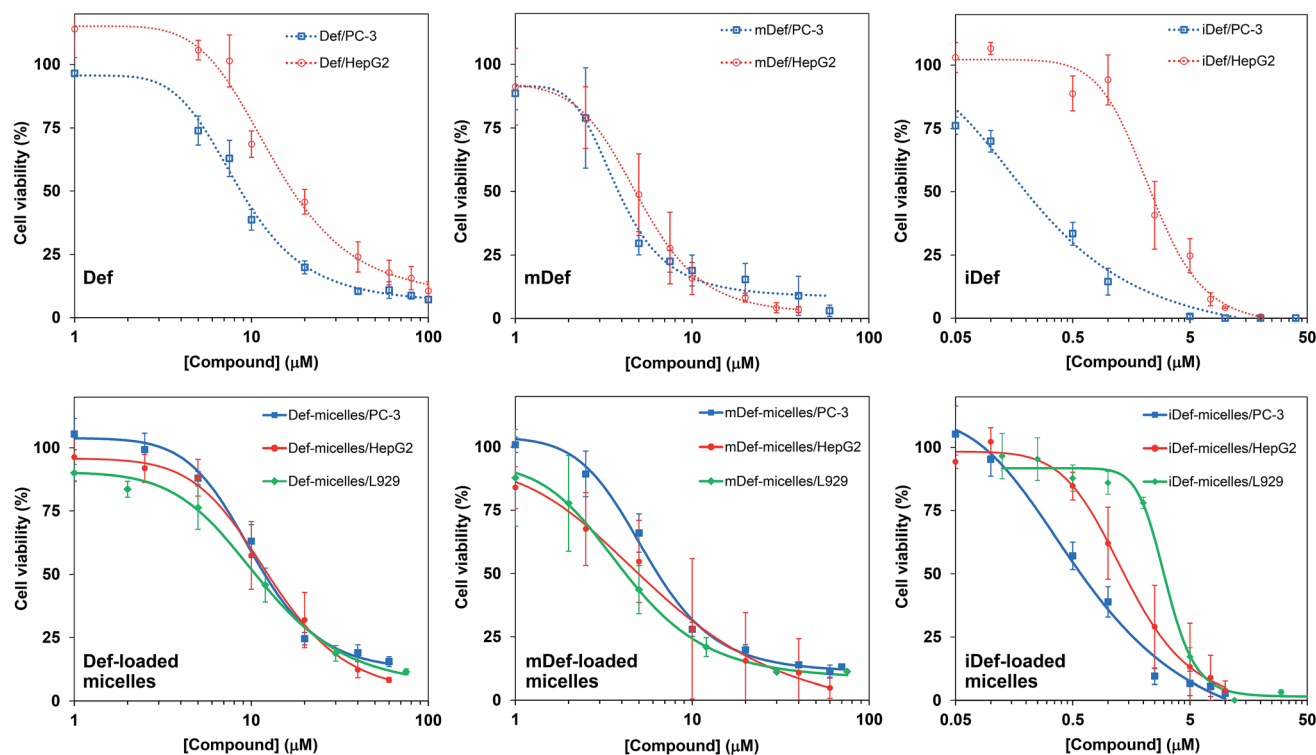 Def/PC-3
Def/HepG2
100
75
50
25
0
Cell viability (%)
Def
1
10
100
[Compound] (μM)
mDef/PC-3
mDef/HepG2
100
75
50
25
0
Cell viability (%)
mDef
1
10
100
[Compound] (μM)
iDef/PC-3
iDef/HepG2
100
75
50
25
0
Cell viability (%)
iDef
0.05
0.5
5
50
[Compound] (μM)
Def-micelles/PC-3
Def-micelles/HepG2
Def-micelles/L929
100
75
50
25
0
Cell viability (%)
Def-loaded
micelles
1
10
100
[Compound] (μM)
mDef-micelles/PC-3
mDef-micelles/HepG2
mDef-micelles/L929
100
75
50
25
0
Cell viability (%)
mDef-loaded
micelles
1
10
100
[Compound] (μM)
iDef-micelles/PC-3
iDef-micelles/HepG2
iDef-micelles/L929
100
75
50
25
0
Cell viability (%)
iDef-loaded
micelles
0.05
0.5
5
50
[Compound] (μM)